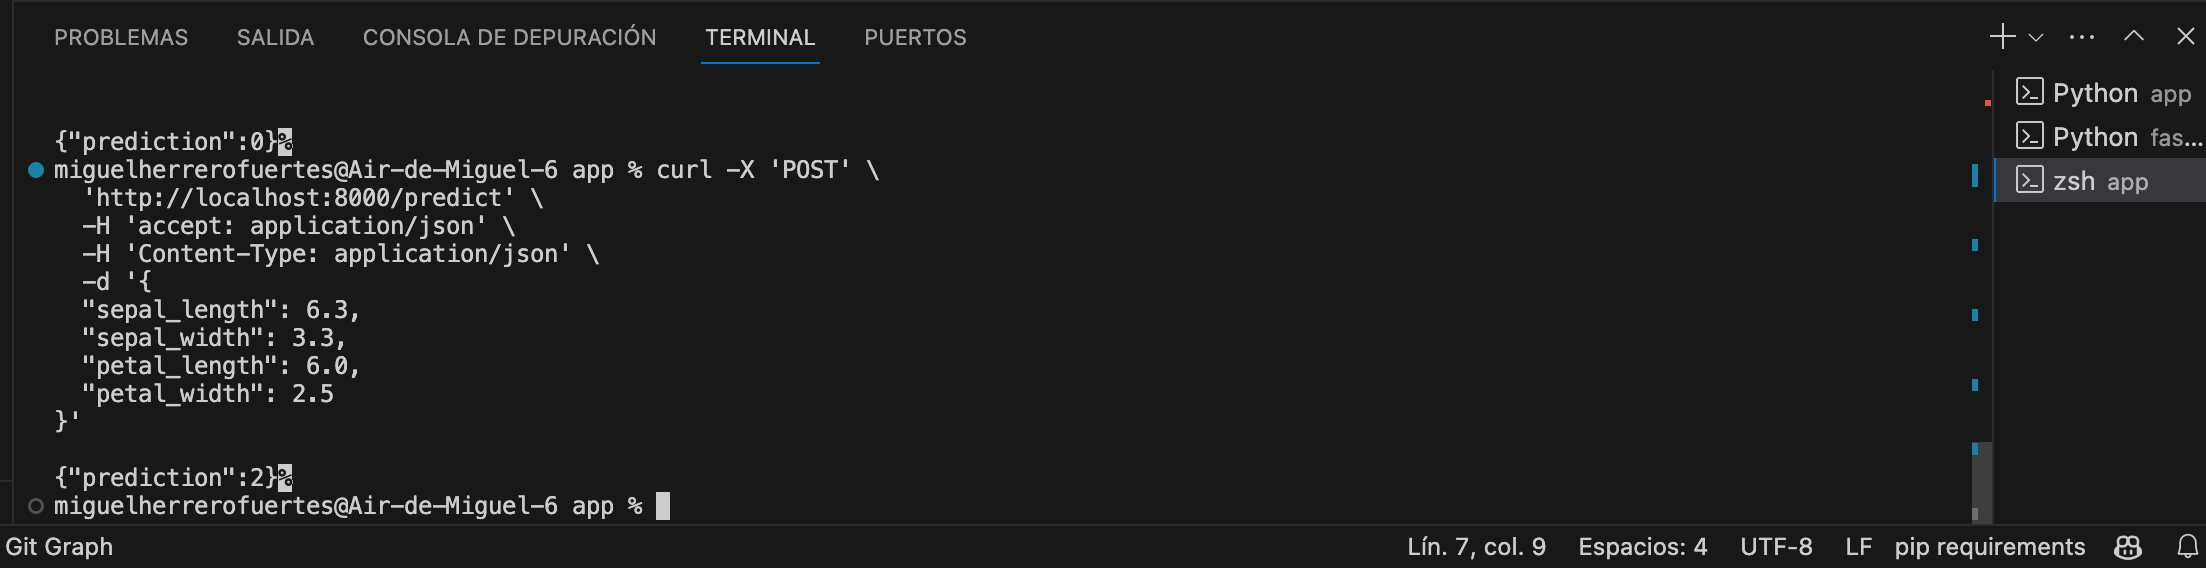 PROBLEMAS SALIDA CONSOLA DE DEPURACIÓN TERMINAL PUERTOS
{"prediction":0}%
miguelherrerofuertes@Air-de-Miguel-6 app % curl -X 'POST' \
  'http://localhost:8000/predict' \
  -H 'accept: application/json' \
  -H 'Content-Type: application/json' \
  -d '{
  "sepal_length": 6.3,
  "sepal_width": 3.3,
  "petal_length": 6.0,
  "petal_width": 2.5
}'
{"prediction":2}%
miguelherrerofuertes@Air-de-Miguel-6 app %
Python app
Python fas...
zsh app
Git Graph Lín. 7, col. 9 Espacios: 4 UTF-8 LF pip requirements